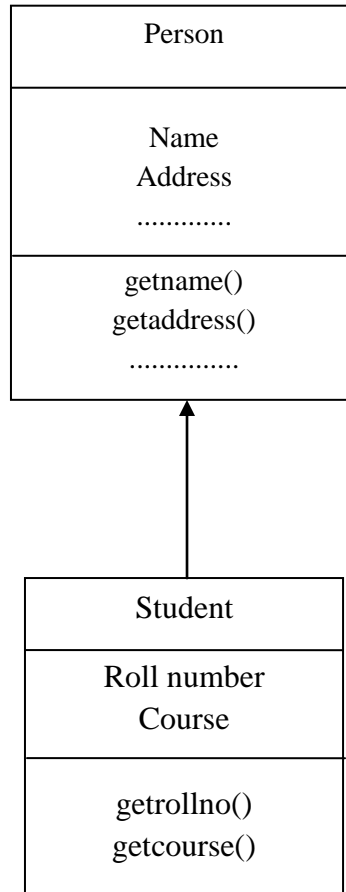 Person
Name
Address
.............
getname()
getaddress()
...............
Student
Roll number
Course
getrollno()
getcourse()